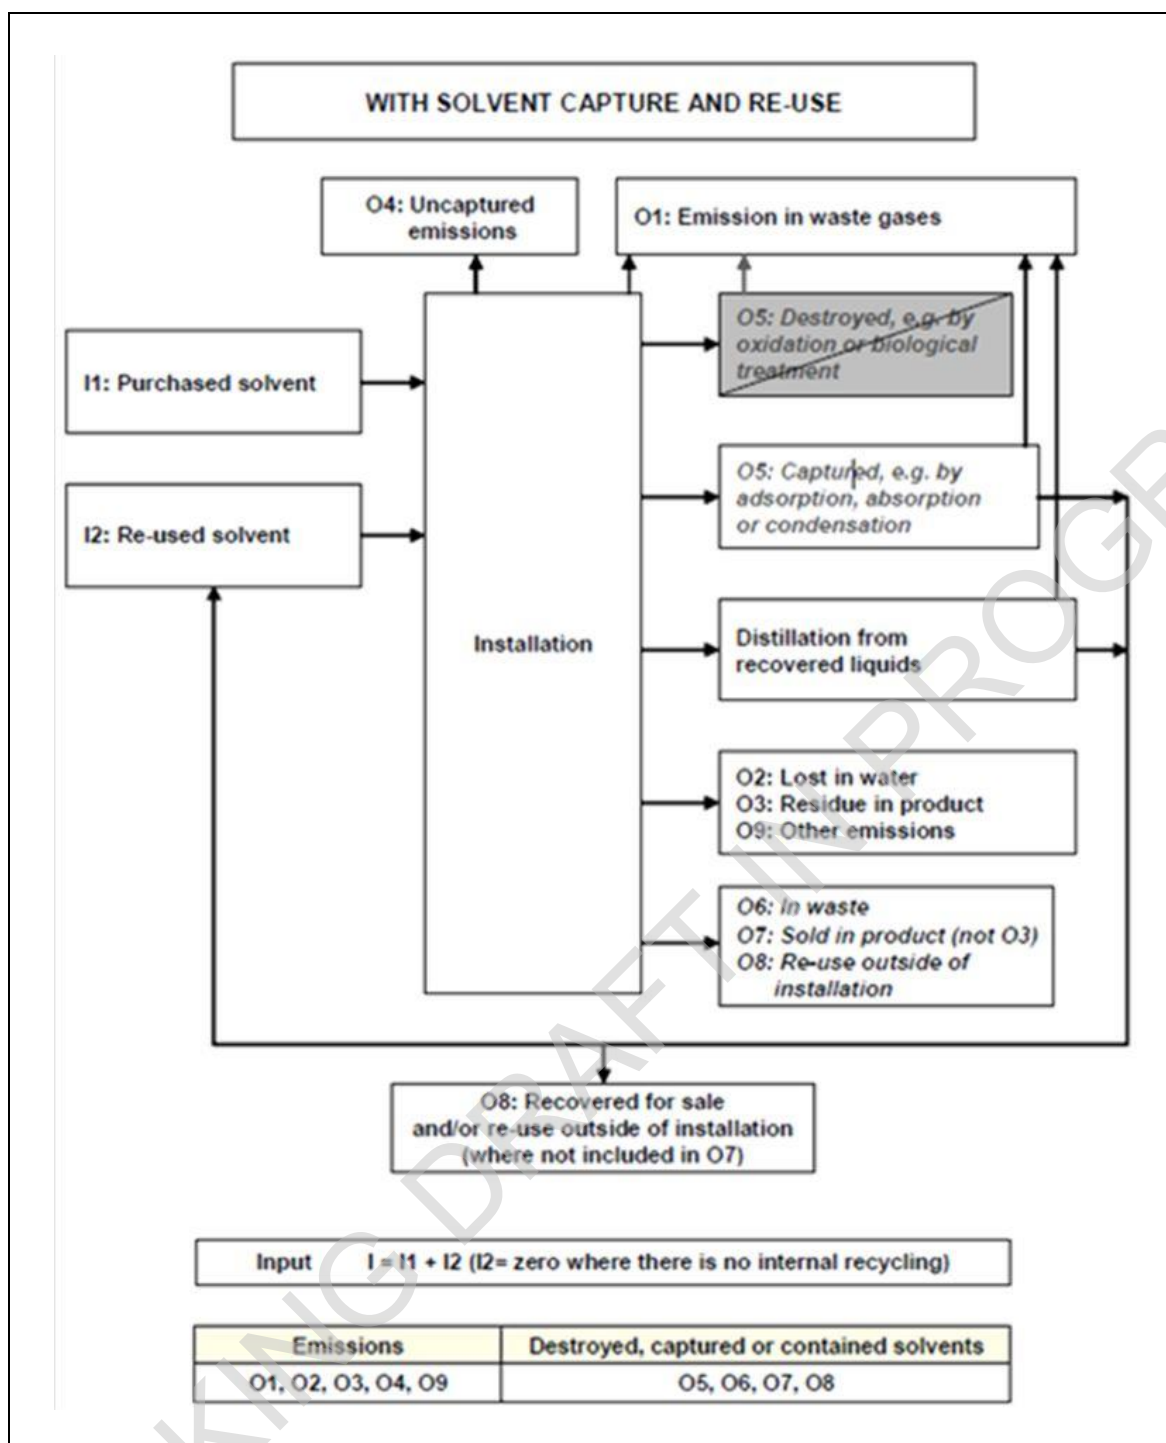 WITH SOLVENT CAPTURE AND RE-USE
O4: Uncaptured
emissions
O1: Emission in waste gases
O5: Destroyed, e.g. by
oxidation or biological
treatment
I1: Purchased solvent
O5: Captured, e.g. by
adsorption, absorption
or condensation
I2: Re-used solvent
Installation
Distillation from
recovered liquids
O2: Lost in water
O3: Residue in product
O9: Other emissions
O6: In waste
O7: Sold in product (not O3)
O8: Re-use outside of
installation
O8: Recovered for sale
and/or re-use outside of installation
(where not included in O7)
Input I = I1 + I2 (I2= zero where there is no internal recycling)
Emissions Destroyed, captured or contained solvents
O1, O2, O3, O4, O9 O5, O6, O7, O8
KING DRAFT IN PROGR